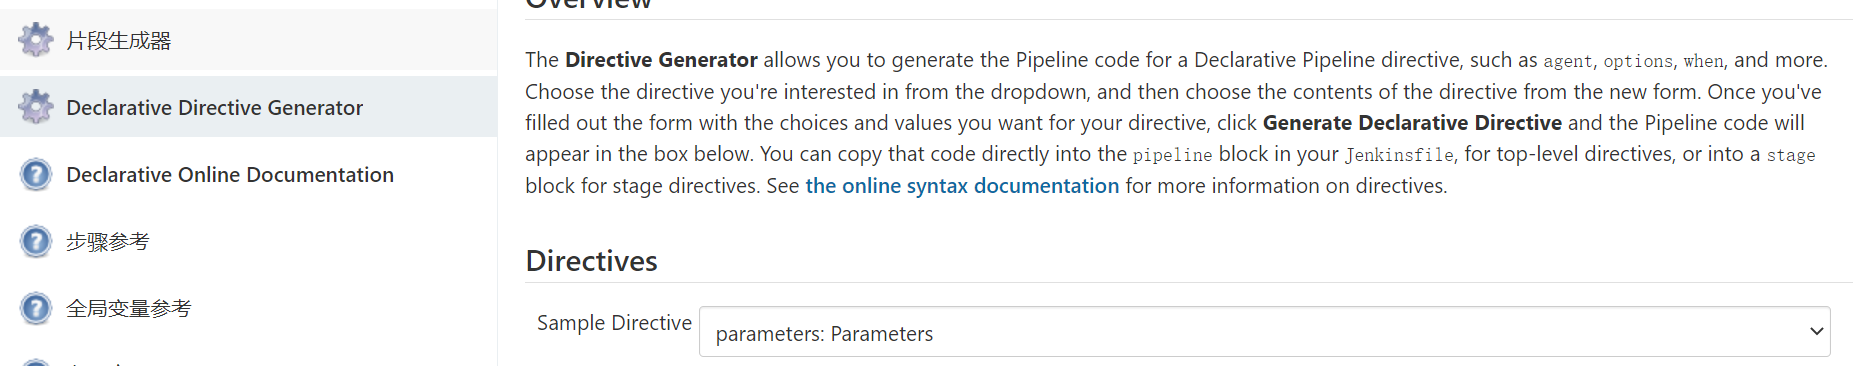 Overview
片段生成器
Declarative Directive Generator
Declarative Online Documentation
步骤参考
全局变量参考
The Directive Generator allows you to generate the Pipeline code for a Declarative Pipeline directive, such as agent, options, when, and more.
Choose the directive you're interested in from the dropdown, and then choose the contents of the directive from the new form. Once you've
filled out the form with the choices and values you want for your directive, click Generate Declarative Directive and the Pipeline code will
appear in the box below. You can copy that code directly into the pipeline block in your Jenkinsfile, for top-level directives, or into a stage
block for stage directives. See the online syntax documentation for more information on directives.
Directives
Sample Directive
parameters: Parameters